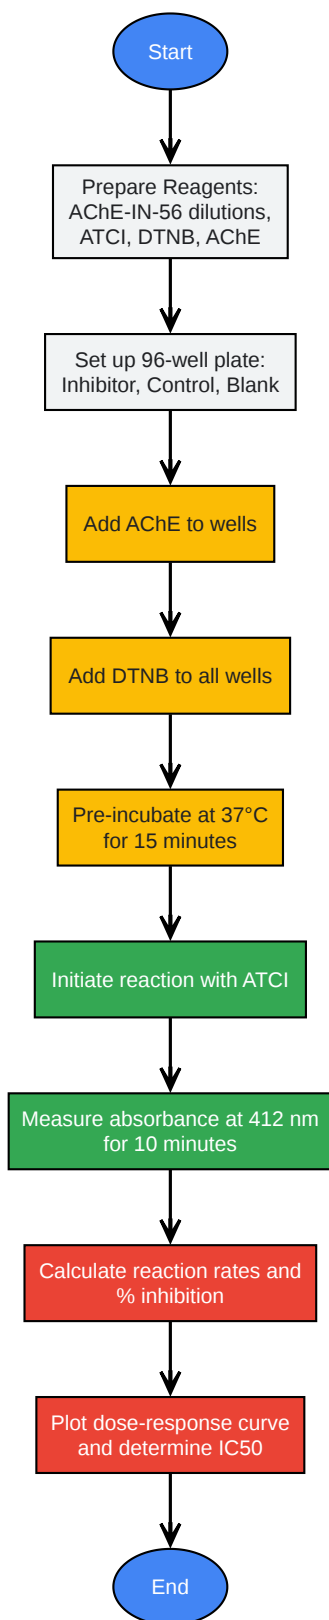 Start
Prepare Reagents:
AChE-IN-56 dilutions,
ATCI, DTNB, AChE
Set up 96-well plate:
Inhibitor, Control, Blank
Add AChE to wells
Add DTNB to all wells
Pre-incubate at 37°C
for 15 minutes
Initiate reaction with ATCI
Measure absorbance at 412 nm
for 10 minutes
Calculate reaction rates and
% inhibition
Plot dose-response curve
and determine IC50
End